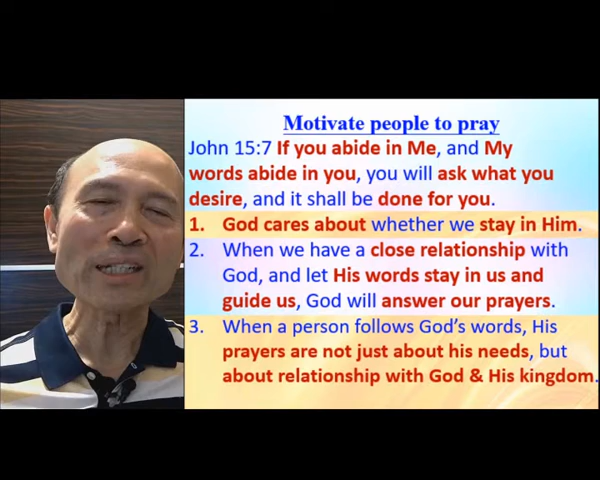 Motivate people to pray
John 15:7 If you abide in Me, and My
words abide in you, you will ask what you
desire, and it shall be done for you.
1. God cares about whether we stay in Him.
2. When we have a close relationship with
God, and let His words stay in us and
guide us, God will answer our prayers.
3. When a person follows God's words, His
prayers are not just about his needs, but
about relationship with God & His kingdom.